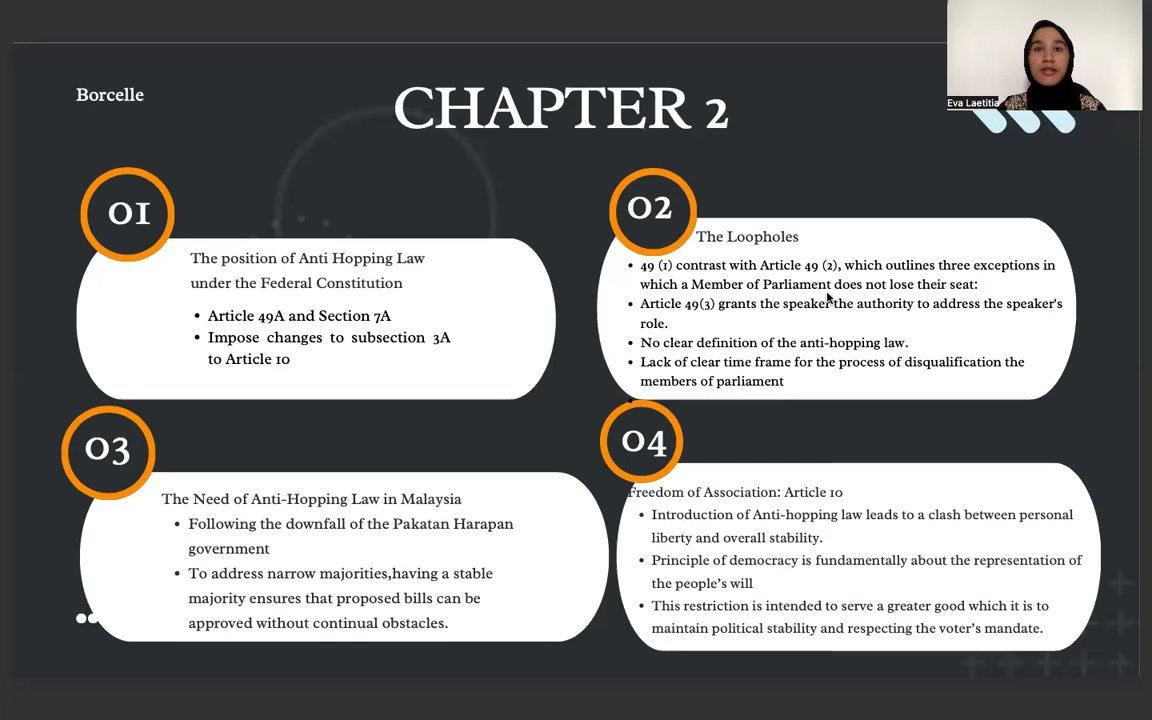 Borcelle
CHAPTER 2
Eva Laetitia
01
The position of Anti Hopping Law
under the Federal Constitution
• Article 49A and Section 7A
• Impose changes to subsection 3A
to Article 10
02
The Loopholes
• 49 (1) contrast with Article 49 (2), which outlines three exceptions in
which a Member of Parliament does not lose their seat:
• Article 49(3) grants the speaker the authority to address the speaker's
role.
• No clear definition of the anti-hopping law.
• Lack of clear time frame for the process of disqualification the
members of parliament
03
The Need of Anti-Hopping Law in Malaysia
• Following the downfall of the Pakatan Harapan
government
• To address narrow majorities,having a stable
majority ensures that proposed bills can be
approved without continual obstacles.
04
Freedom of Association: Article 10
• Introduction of Anti-hopping law leads to a clash between personal
liberty and overall stability.
• Principle of democracy is fundamentally about the representation of
the people’s will
• This restriction is intended to serve a greater good which it is to
maintain political stability and respecting the voter’s mandate.